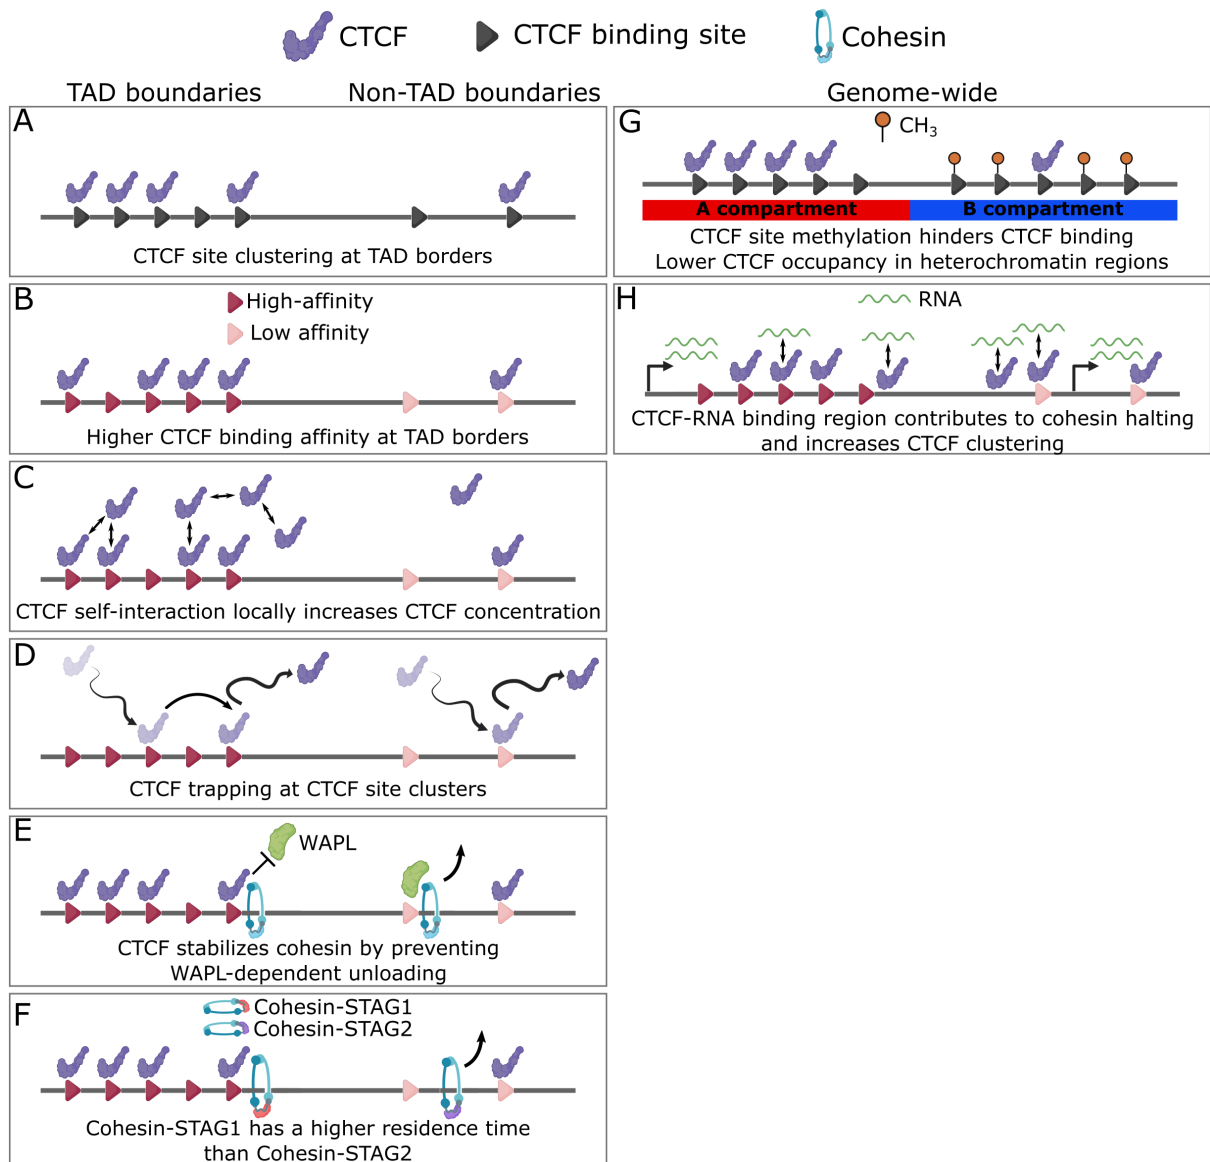 CTCF
CTCF binding site
Cohesin
TAD boundaries
Non-TAD boundaries
Genome-wide
A
CTCF site clustering at TAD borders
B
High-affinity
Low affinity
Higher CTCF binding affinity at TAD borders
C
CTCF self-interaction locally increases CTCF concentration
D
CTCF trapping at CTCF site clusters
E
WAPL
CTCF stabilizes cohesin by preventing
WAPL-dependent unloading
F
Cohesin-STAG1
Cohesin-STAG2
Cohesin-STAG1 has a higher residence time
than Cohesin-STAG2
G
CH₃
A compartment
B compartment
CTCF site methylation hinders CTCF binding
Lower CTCF occupancy in heterochromatin regions
H
RNA
CTCF-RNA binding region contributes to cohesin halting
and increases CTCF clustering